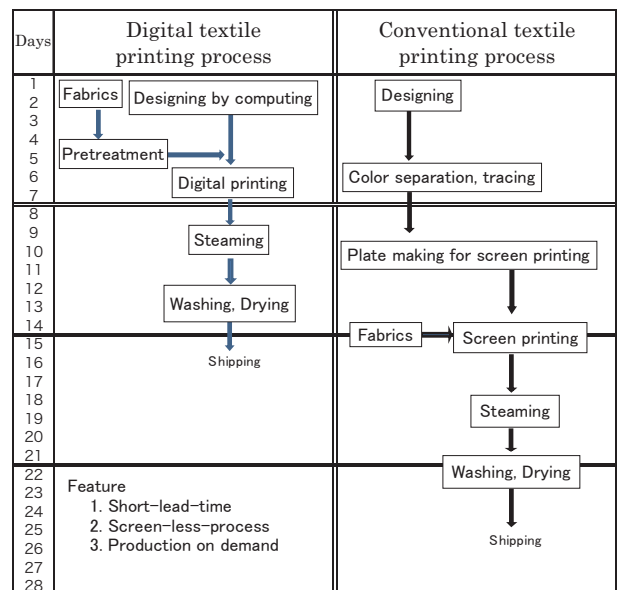 Days
Digital textile
printing process
Conventional textile
printing process
1
2
3
4
5
6
7
8
9
10
11
12
13
14
15
16
17
18
19
20
21
22
23
24
25
26
27
28
Fabrics
Designing by computing
Pretreatment
Digital printing
Steaming
Washing, Drying
Shipping
Feature
1. Short-lead-time
2. Screen-less-process
3. Production on demand
Designing
Color separation, tracing
Plate making for screen printing
Fabrics
Screen printing
Steaming
Washing, Drying
Shipping